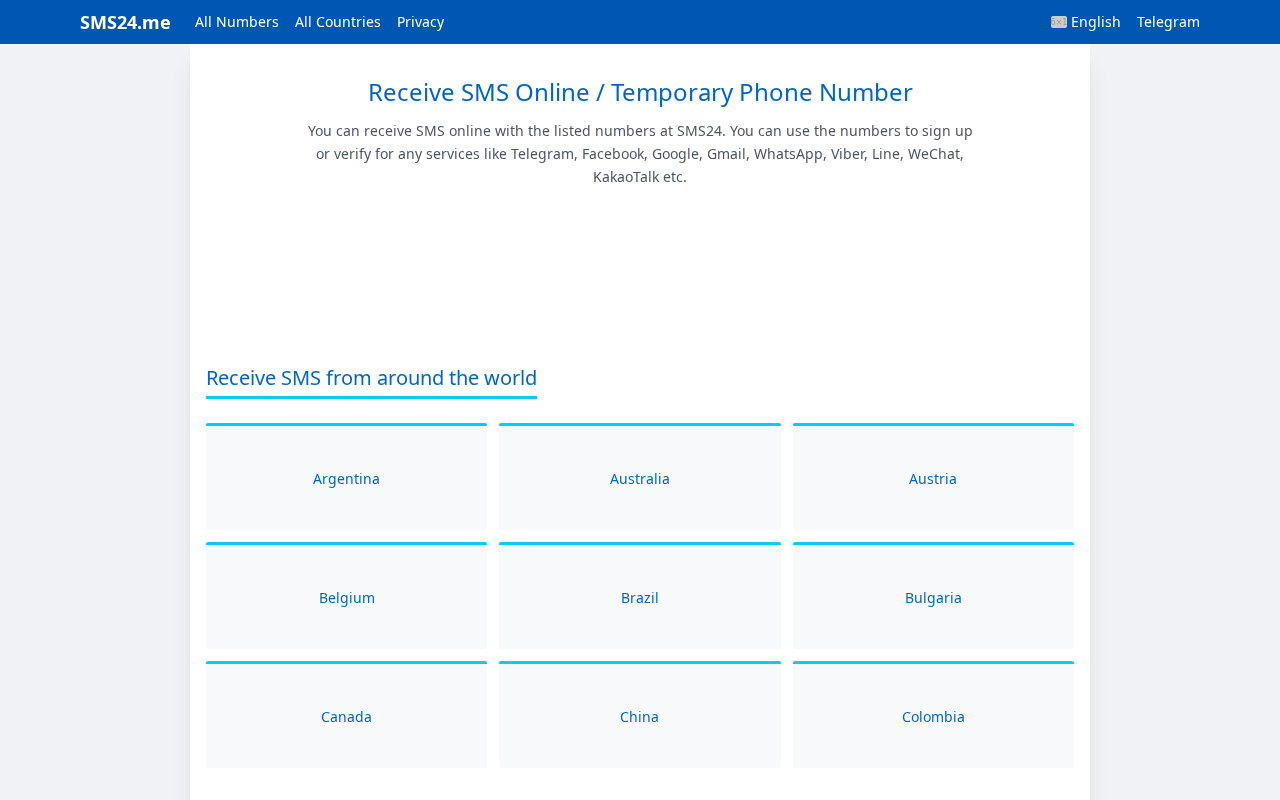 SMS24.me All Numbers All Countries Privacy English Telegram
Receive SMS Online / Temporary Phone Number
You can receive SMS online with the listed numbers at SMS24. You can use the numbers to sign up
or verify for any services like Telegram, Facebook, Google, Gmail, WhatsApp, Viber, Line, WeChat,
KakaoTalk etc.
Receive SMS from around the world
Argentina Australia Austria
Belgium Brazil Bulgaria
Canada China Colombia